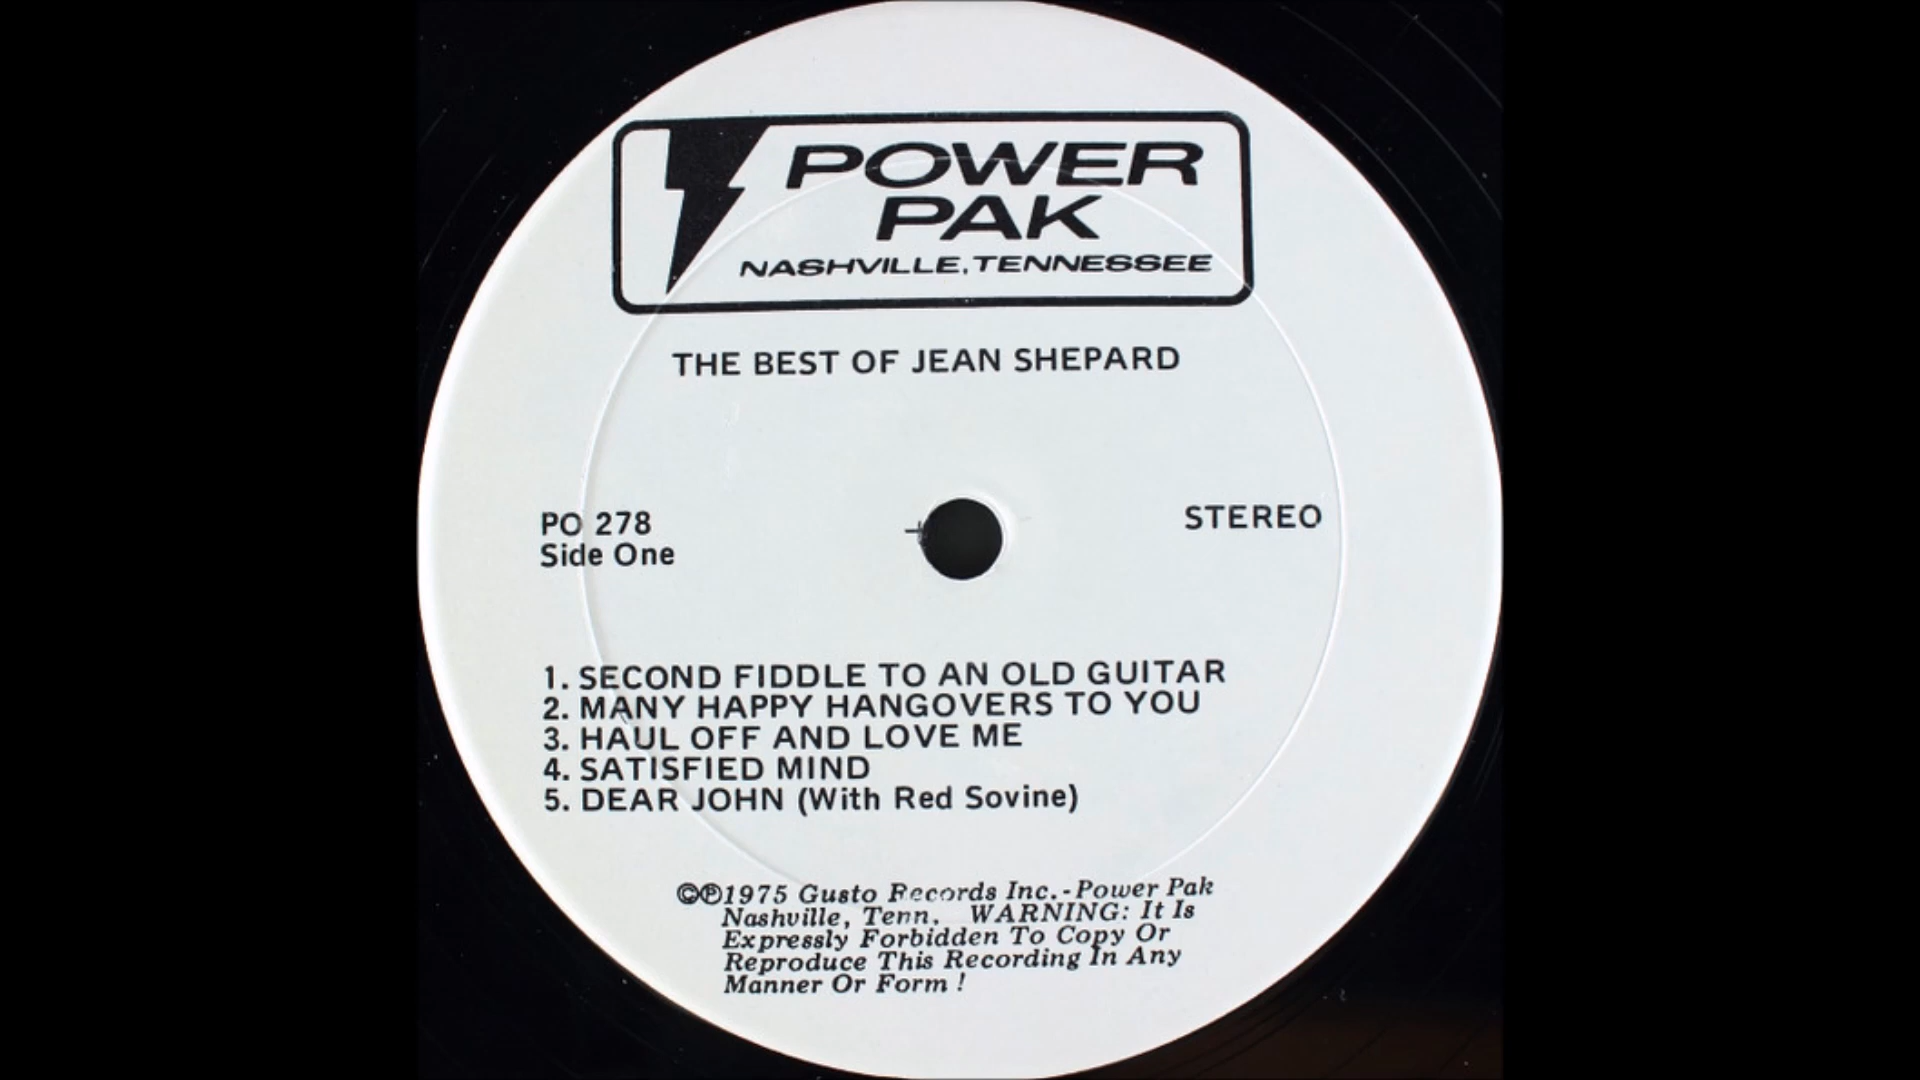 POWER
PAK
NASHVILLE, TENNESSEE
THE BEST OF JEAN SHEPARD
PO 278
Side One
STEREO
1. SECOND FIDDLE TO AN OLD GUITAR
2. MANY HAPPY HANGOVERS TO YOU
3. HAUL OFF AND LOVE ME
4. SATISFIED MIND
5. DEAR JOHN (With Red Sovine)
©℗1975 Gusto Records Inc.-Power Pak
Nashville, Tenn. WARNING: It Is
Expressly Forbidden To Copy Or
Reproduce This Recording In Any
Manner Or Form !